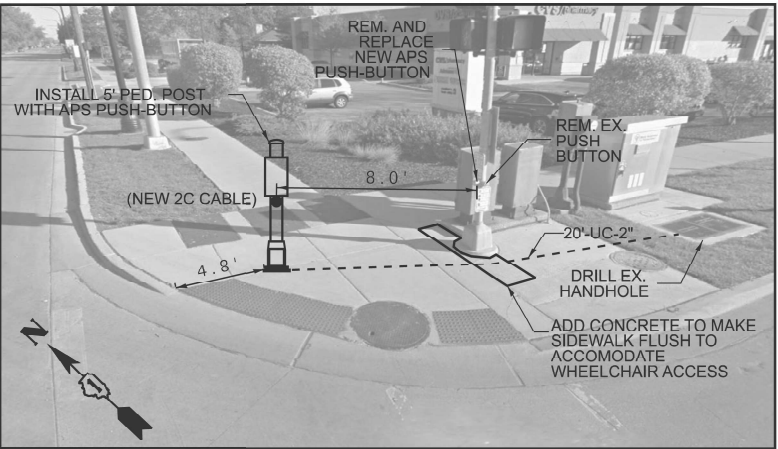 REM. AND
REPLACE
NEW APS
PUSH-BUTTON
INSTALL 5' PED. POST
WITH APS PUSH-BUTTON
REM. EX.
PUSH
BUTTON
8.0'
(NEW 2C CABLE)
20'-UC-2"
4.8'
DRILL EX.
HANDHOLE
ADD CONCRETE TO MAKE
SIDEWALK FLUSH TO
ACCOMODATE
WHEELCHAIR ACCESS
N
1